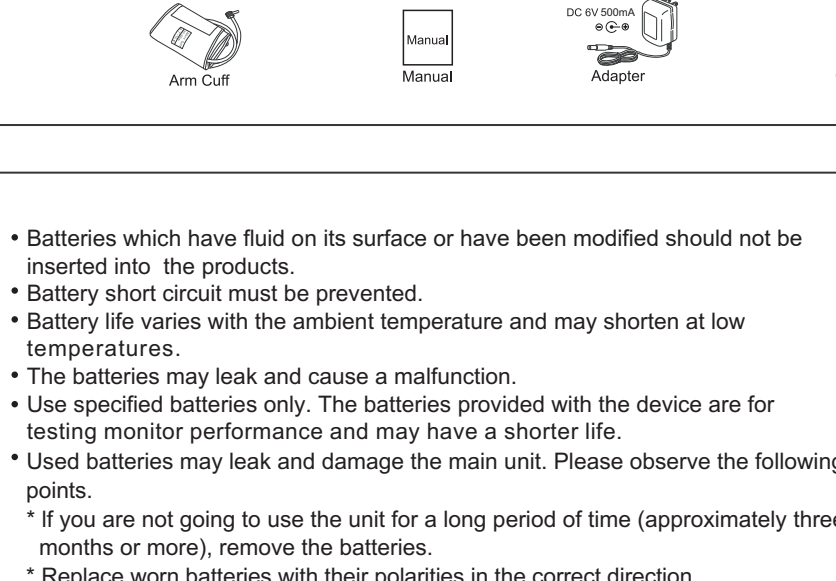 DC 6V 500mA
Manual
Arm Cuff
Manual
Adapter
• Batteries which have fluid on its surface or have been modified should not be
inserted into the products.
• Battery short circuit must be prevented.
• Battery life varies with the ambient temperature and may shorten at low
temperatures.
• The batteries may leak and cause a malfunction.
• Use specified batteries only. The batteries provided with the device are for
testing monitor performance and may have a shorter life.
• Used batteries may leak and damage the main unit. Please observe the following
points.
* If you are not going to use the unit for a long period of time (approximately three
months or more), remove the batteries.
* Replace worn batteries with their polarities in the correct direction.